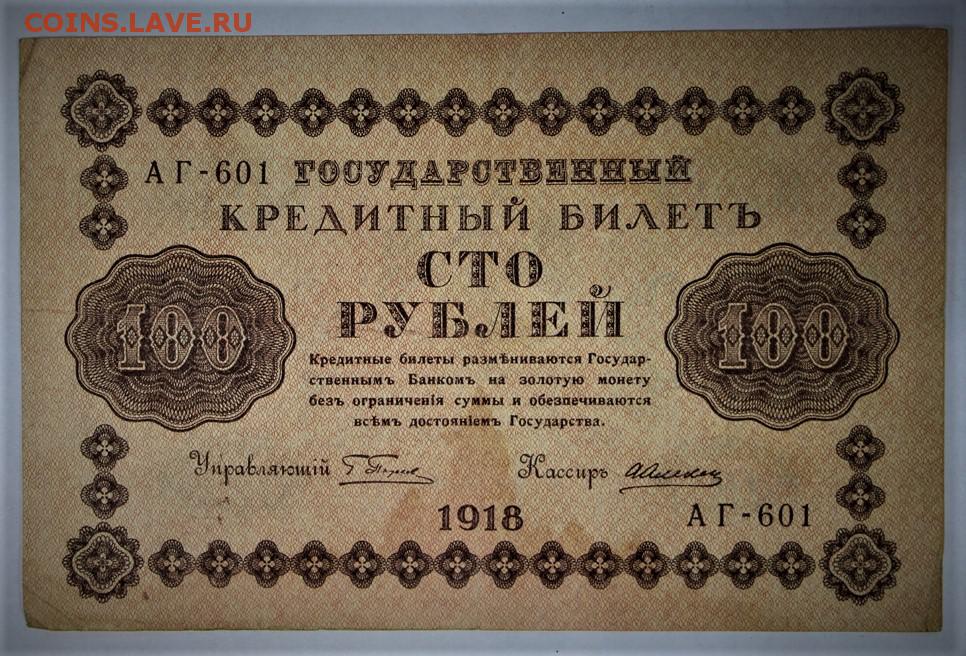 COINS.LAVE.RU
АГ-601 ГОСУДАРСТВЕННЫЙ
КРЕДИТНЫЙ БИЛЕТЪ
СТО
РУБЛЕЙ
100 100
Кредитные билеты размѣниваются Государ-
ственнымъ Банкомъ на золотую монету
безъ ограниченія суммы и обезпечиваются
всѣмъ достояніемъ Государства.
Управляющій Кассиръ
1918 АГ-601